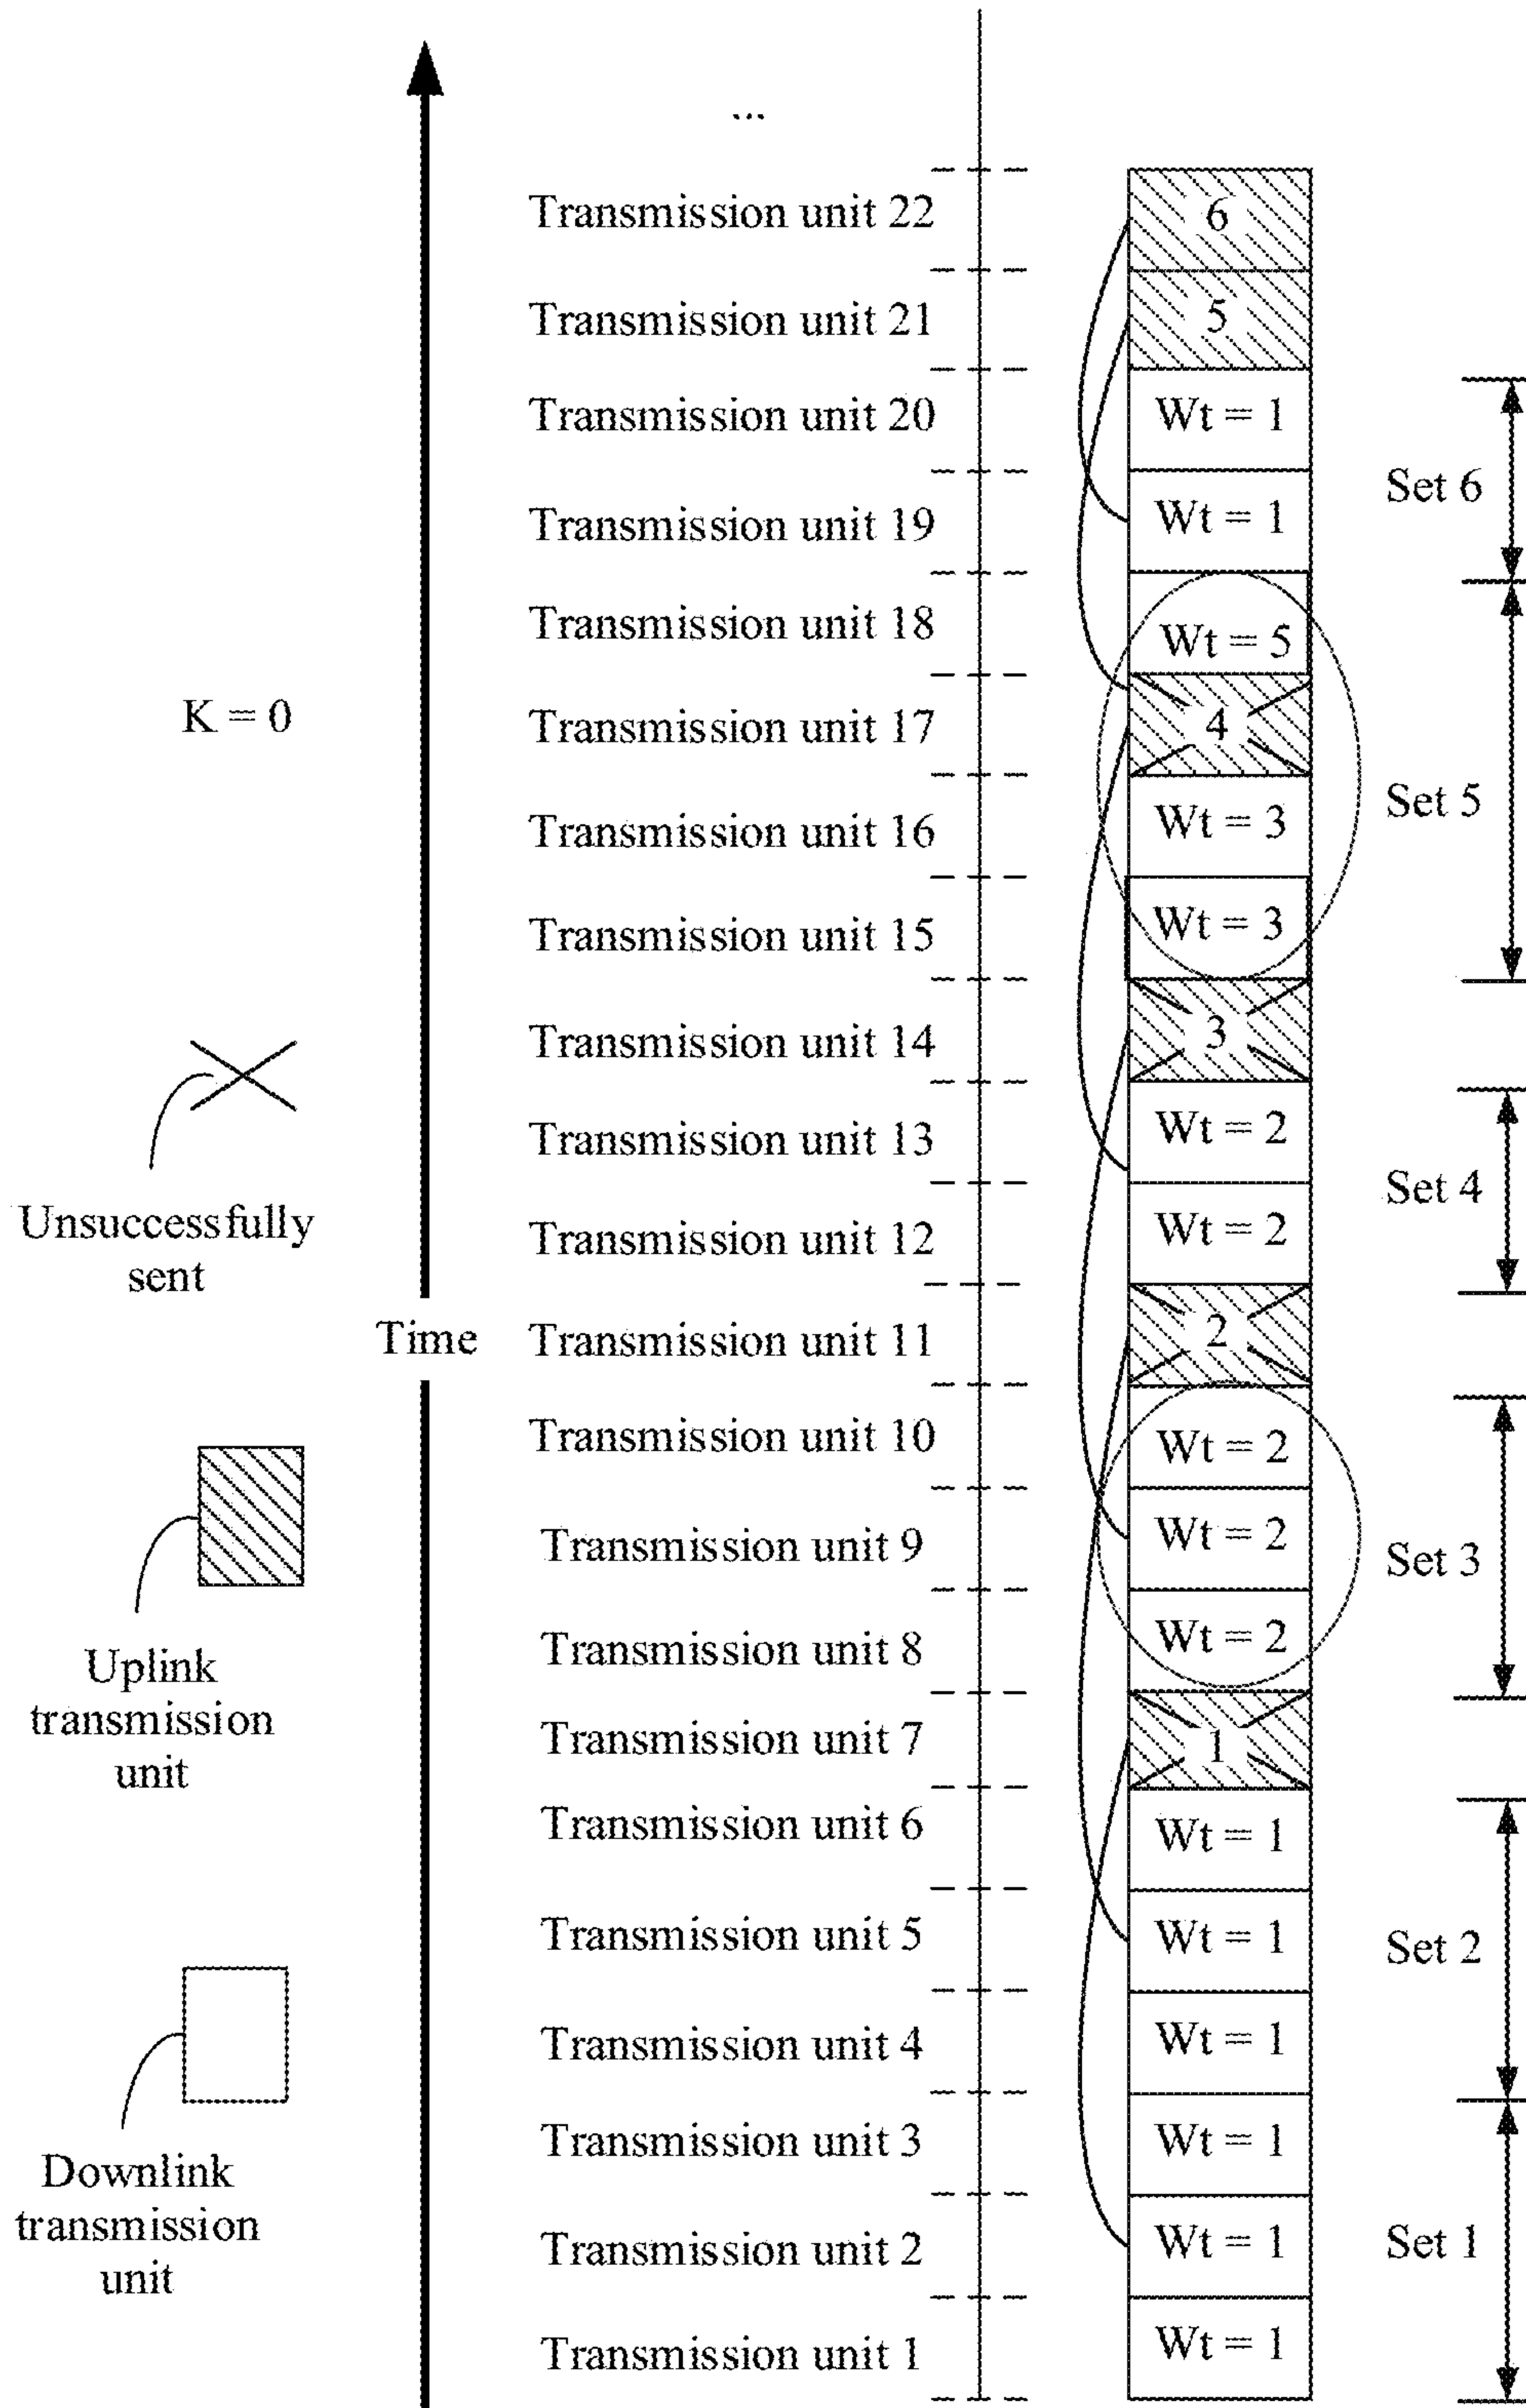 ...
Transmission unit 22
6
Transmission unit 21
5
Transmission unit 20
Wt = 1
Set 6
Transmission unit 19
Wt = 1
Transmission unit 18
Wt = 5
K = 0
Transmission unit 17
4
Set 5
Transmission unit 16
Wt = 3
Transmission unit 15
Wt = 3
Transmission unit 14
3
Transmission unit 13
Wt = 2
Set 4
Unsuccessfully
sent
Transmission unit 12
Wt = 2
Time
Transmission unit 11
2
Transmission unit 10
Wt = 2
Transmission unit 9
Wt = 2
Set 3
Transmission unit 8
Wt = 2
Uplink
transmission
unit
Transmission unit 7
1
Transmission unit 6
Wt = 1
Transmission unit 5
Wt = 1
Set 2
Transmission unit 4
Wt = 1
Transmission unit 3
Wt = 1
Downlink
transmission
unit
Transmission unit 2
Wt = 1
Set 1
Transmission unit 1
Wt = 1